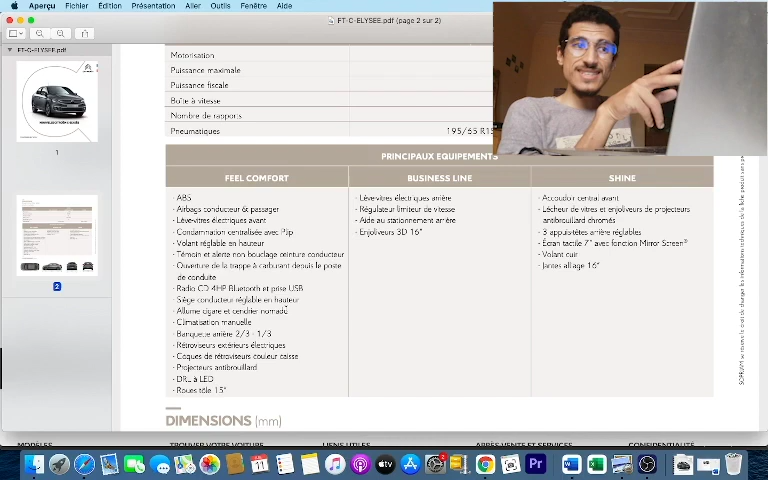 Aperçu Fichier Édition Présentation Aller Outils Fenêtre Aide
FT-C-ELYSEE.pdf (page 2 sur 2)
FT-C-ELYSEE.pdf
1
2
Motorisation
Puissance maximale
Puissance fiscale
Boîte à vitesse
Nombre de rapports
Pneumatiques 195/65 R15
PRINCIPAUX EQUIPEMENTS
FEEL COMFORT
· ABS
· Airbags conducteur & passager
· Lève-vitres électriques avant
· Condamnation centralisée avec Plip
· Volant réglable en hauteur
· Témoin et alerte non bouclage ceinture conducteur
· Ouverture de la trappe à carburant depuis le poste
de conduite
· Radio CD 4HP Bluetooth et prise USB
· Siège conducteur réglable en hauteur
· Allume cigare et cendrier nomade
· Climatisation manuelle
· Banquette arrière 2/3 - 1/3
· Rétroviseurs extérieurs électriques
· Coques de rétroviseurs couleur caisse
· Projecteurs antibrouillard
· DRL à LED
· Roues tôle 15"
BUSINESS LINE
· Lève-vitres électriques arrière
· Régulateur limiteur de vitesse
· Aide au stationnement arrière
· Enjoliveurs 3D 16"
SHINE
· Accoudoir central avant
· Lécheur de vitres et enjoliveurs de projecteurs
antibrouillard chromés
· 3 appuis-têtes arrière réglables
· Écran tactile 7" avec fonction Mirror Screen®
· Volant cuir
· Jantes alliage 16"
DIMENSIONS (mm)
MODÈLES TROUVER VOTRE VOITURE LIENS UTILES APRÈS-VENTE ET SERVICES CONFIDENTIALITÉ